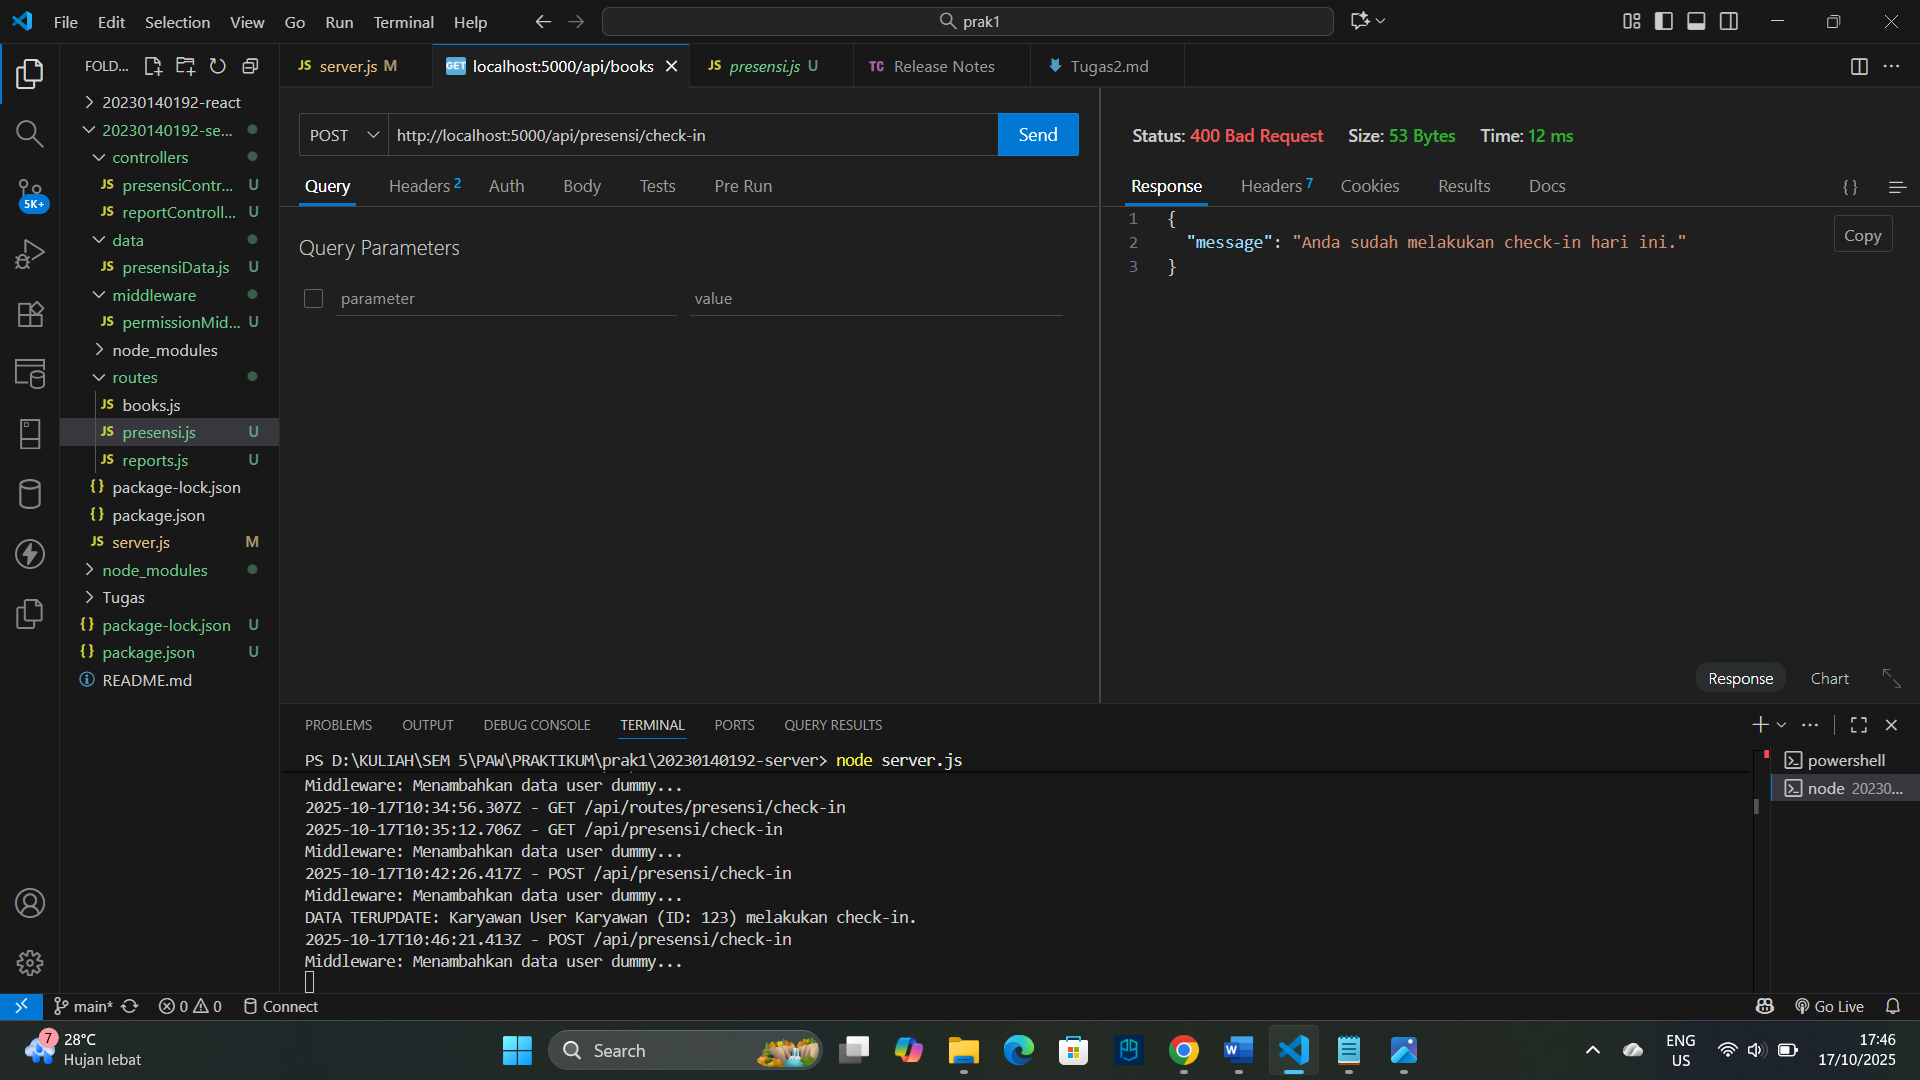 File Edit Selection View Go Run Terminal Help
prak1
FOLD...
20230140192-react
20230140192-se...
controllers
JS presensiContr... U
JS reportControll... U
data
JS presensiData.js U
middleware
JS permissionMid... U
node_modules
routes
JS books.js
JS presensi.js U
JS reports.js U
{} package-lock.json
{} package.json
JS server.js M
node_modules
Tugas
{} package-lock.json U
{} package.json U
README.md
5K+
JS server.js M
GET localhost:5000/api/books
JS presensi.js U
TC Release Notes
Tugas2.md
POST http://localhost:5000/api/presensi/check-in Send
Query Headers 2 Auth Body Tests Pre Run
Query Parameters
parameter value
Status: 400 Bad Request Size: 53 Bytes Time: 12 ms
Response Headers 7 Cookies Results Docs { }
1 {
2 "message": "Anda sudah melakukan check-in hari ini."
3 }
Copy
Response Chart
PROBLEMS OUTPUT DEBUG CONSOLE TERMINAL PORTS QUERY RESULTS
PS D:\KULIAH\SEM 5\PAW\PRAKTIKUM\prak1\20230140192-server> node server.js
Middleware: Menambahkan data user dummy...
2025-10-17T10:34:56.307Z - GET /api/routes/presensi/check-in
2025-10-17T10:35:12.706Z - GET /api/presensi/check-in
Middleware: Menambahkan data user dummy...
2025-10-17T10:42:26.417Z - POST /api/presensi/check-in
Middleware: Menambahkan data user dummy...
DATA TERUPDATE: Karyawan User Karyawan (ID: 123) melakukan check-in.
2025-10-17T10:46:21.413Z - POST /api/presensi/check-in
Middleware: Menambahkan data user dummy...
powershell
node 20230...
main* 0 0 Connect
Go Live
7
28°C
Hujan lebat
Search
ENG
US
17:46
17/10/2025